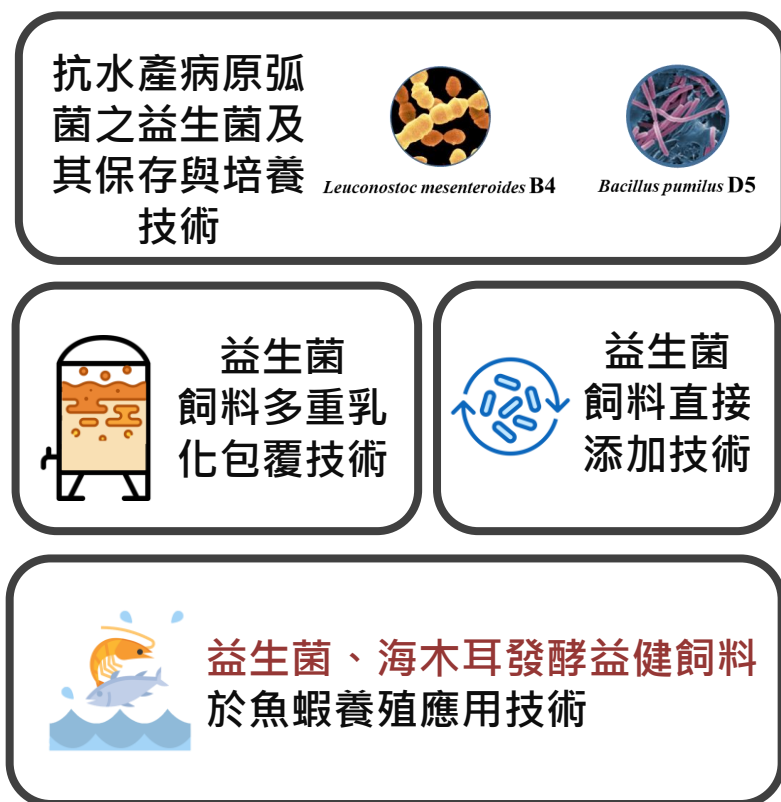 抗水產病原弧
菌之益生菌及
其保存與培養
技術
Leuconostoc mesenteroides B4
Bacillus pumilus D5
益生菌
飼料多重乳
化包覆技術
益生菌
飼料直接
添加技術
益生菌、海木耳發酵益健飼料
於魚蝦養殖應用技術